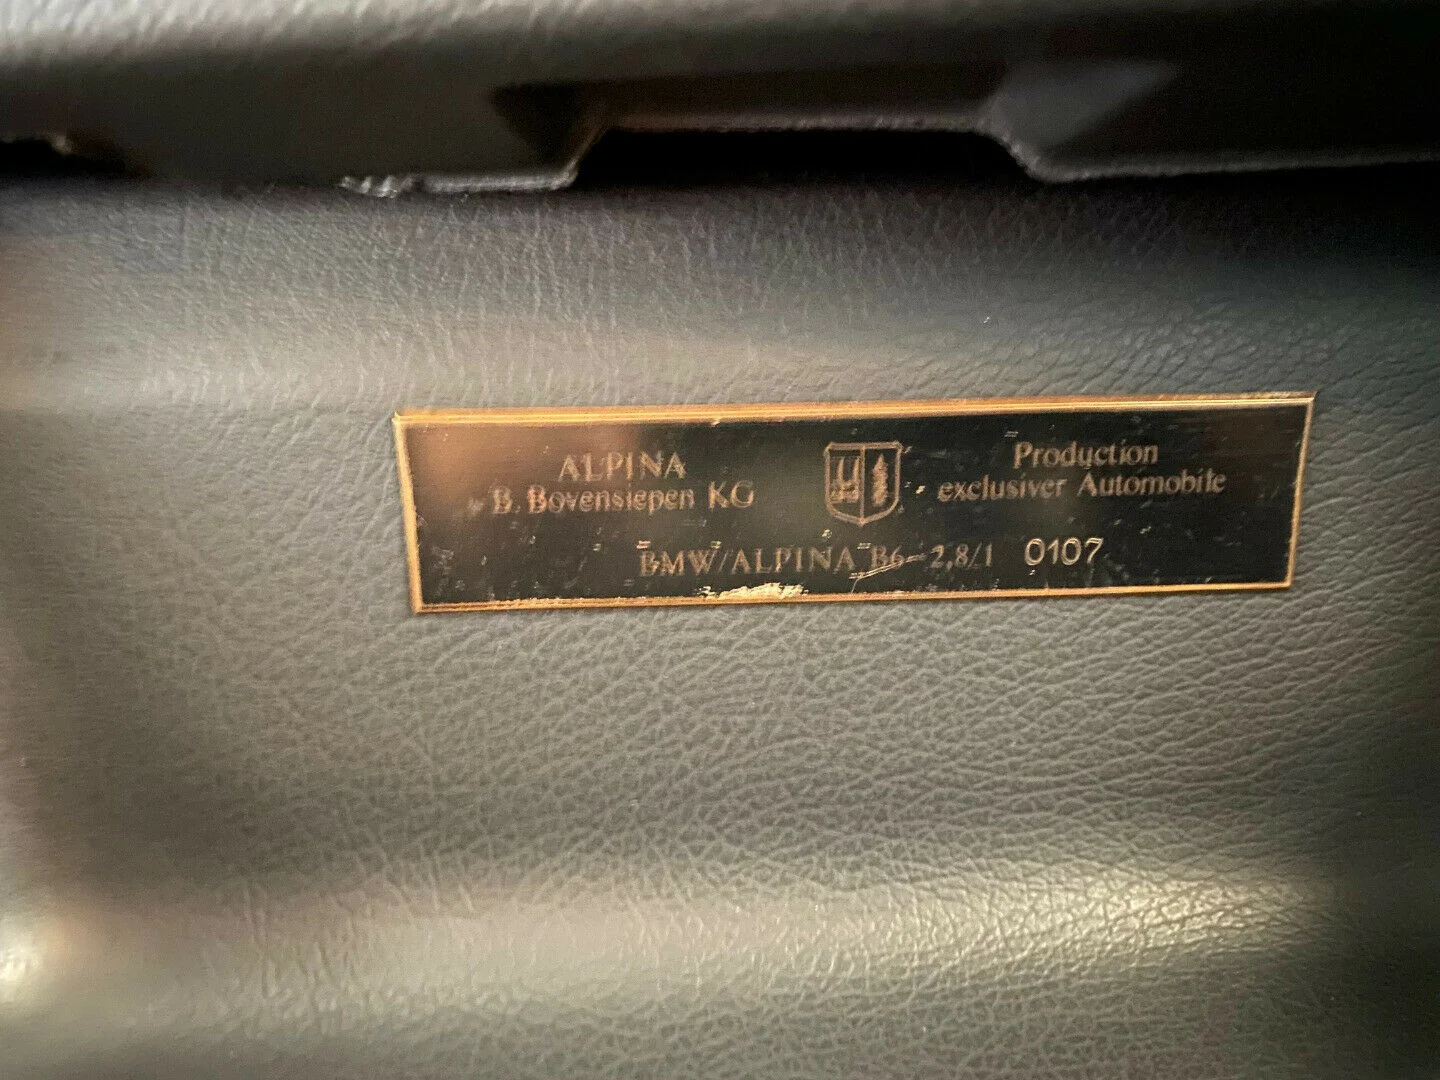 ALPINA
B. Bovensiepen KG
Production
exclusiver Automobile
BMW/ALPINA B6-2,8/1 0107